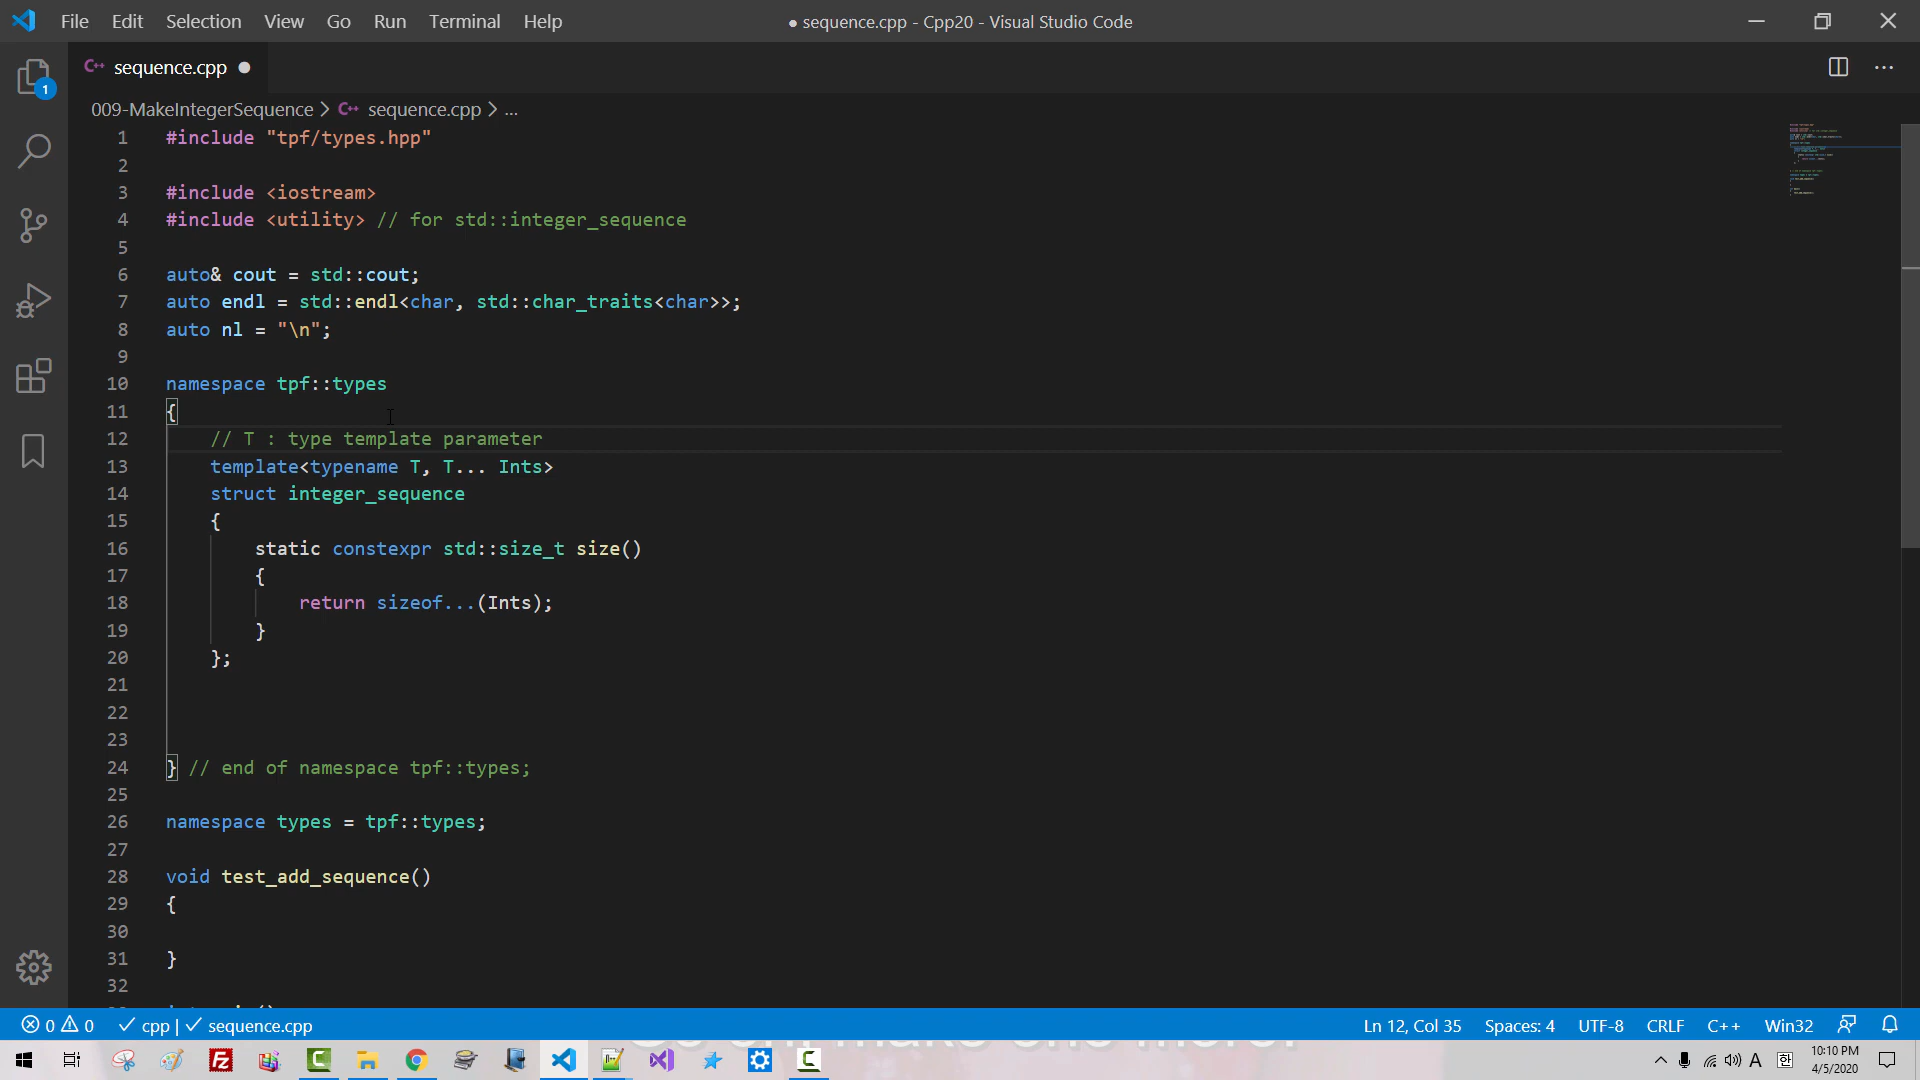 File Edit Selection View Go Run Terminal Help
● sequence.cpp - Cpp20 - Visual Studio Code
1
C++ sequence.cpp ●
009-MakeIntegerSequence > C++ sequence.cpp > ...
1 #include "tpf/types.hpp"
2
3 #include <iostream>
4 #include <utility> // for std::integer_sequence
5
6 auto& cout = std::cout;
7 auto endl = std::endl<char, std::char_traits<char>>;
8 auto nl = "\n";
9
10 namespace tpf::types
11 {
12 // T : type template parameter
13 template<typename T, T... Ints>
14 struct integer_sequence
15 {
16 static constexpr std::size_t size()
17 {
18 return sizeof...(Ints);
19 }
20 };
21
22
23
24 } // end of namespace tpf::types;
25
26 namespace types = tpf::types;
27
28 void test_add_sequence()
29 {
30
31 }
32
0 0 cpp | sequence.cpp
Ln 12, Col 35 Spaces: 4 UTF-8 CRLF C++ Win32
A 한 10:10 PM
4/5/2020